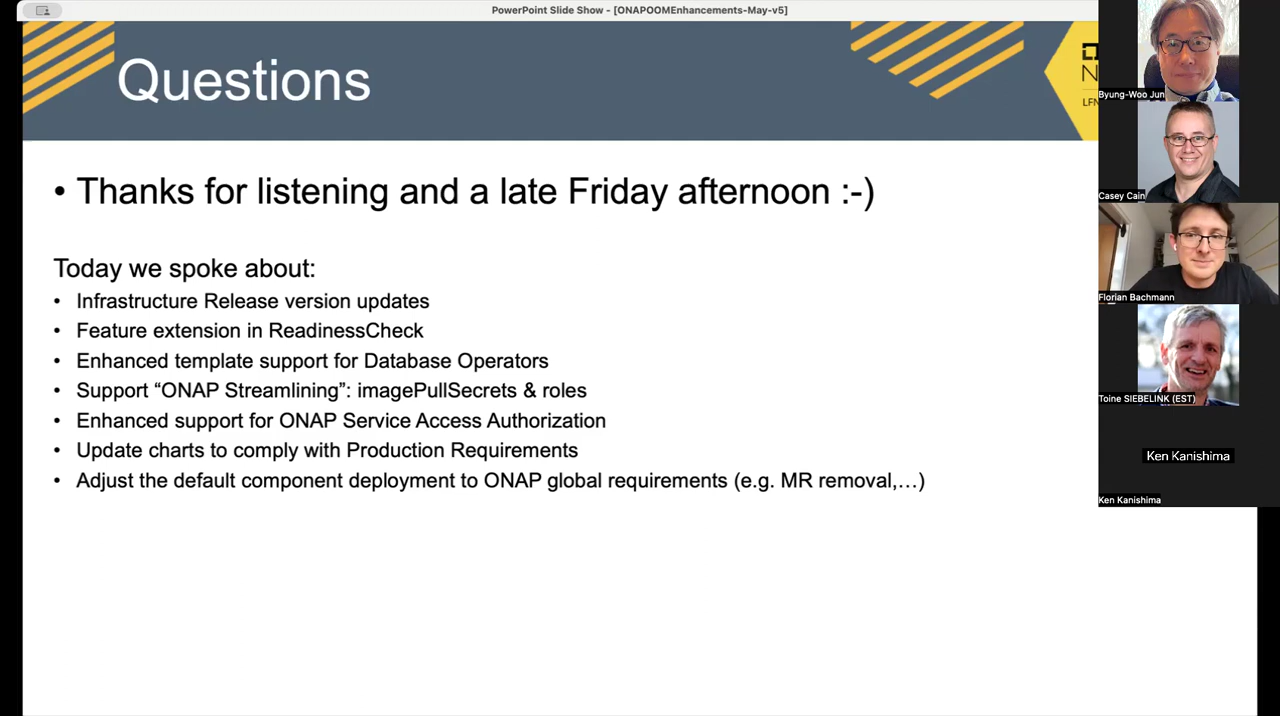 PowerPoint Slide Show - [ONAPOOMEnhancements-May-v5]
Questions
N
LFN
• Thanks for listening and a late Friday afternoon :-)
Today we spoke about:
• Infrastructure Release version updates
• Feature extension in ReadinessCheck
• Enhanced template support for Database Operators
• Support “ONAP Streamlining”: imagePullSecrets & roles
• Enhanced support for ONAP Service Access Authorization
• Update charts to comply with Production Requirements
• Adjust the default component deployment to ONAP global requirements (e.g. MR removal,…)
Byung-Woo Jun
Casey Cain
Florian Bachmann
Toine SIEBELINK (EST)
Ken Kanishima
Ken Kanishima